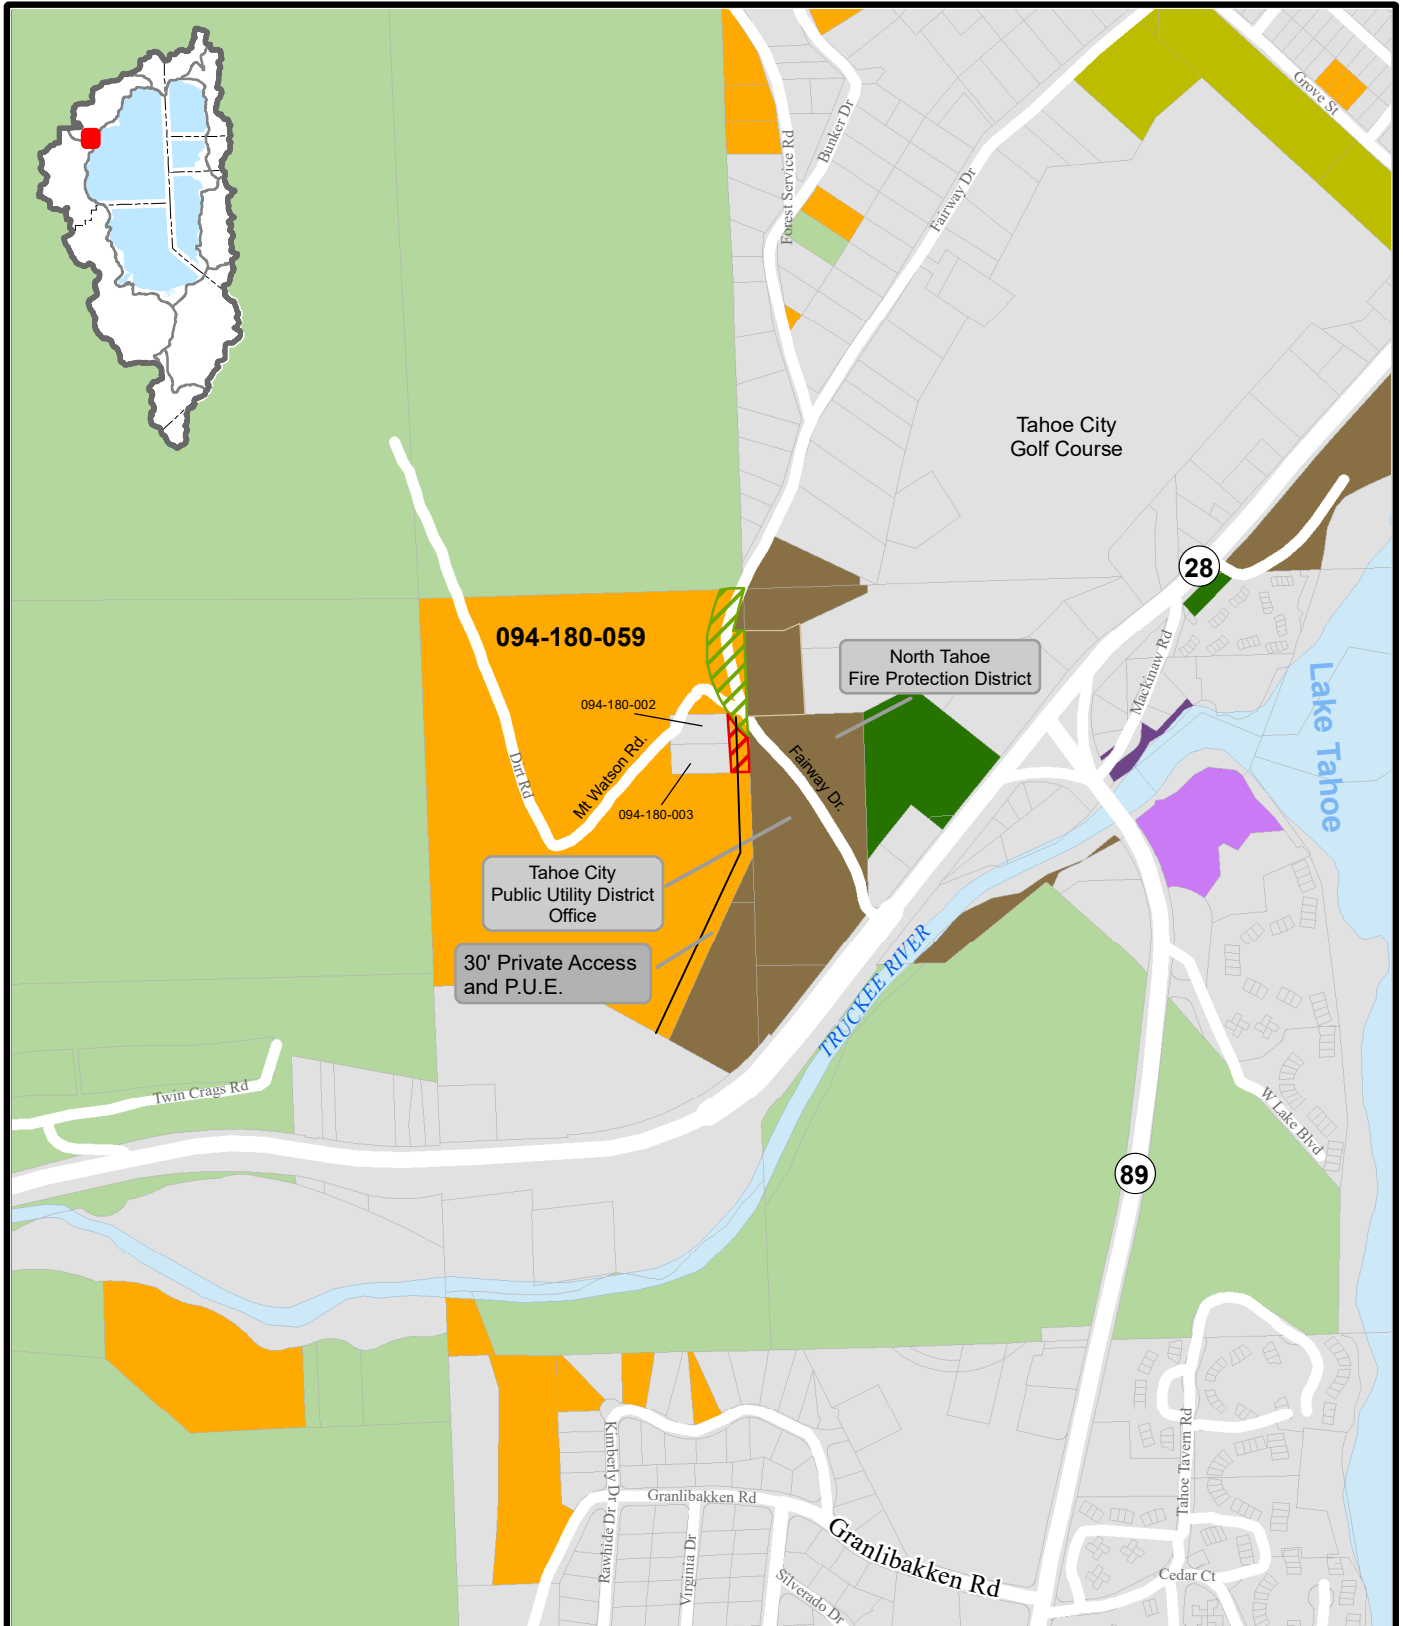 Grove St
Bunker Dr
Forest Service Rd
Fairway Dr
Tahoe City
Golf Course
28
094-180-059
North Tahoe
Fire Protection District
Mackinaw Rd
Lake Tahoe
094-180-002
Dirt Rd
Mt Watson Rd.
Fairway Dr.
094-180-003
Tahoe City
Public Utility District
Office
30' Private Access
and P.U.E.
TRUCKEE RIVER
Twin Crags Rd
W Lake Blvd
89
Kimberly Dr
Rawhide Dr
Granlibakken Rd
Virginia Dr
Silverado Dr
Granlibakken Rd
Tahoe Tavern Rd
Cedar Ct